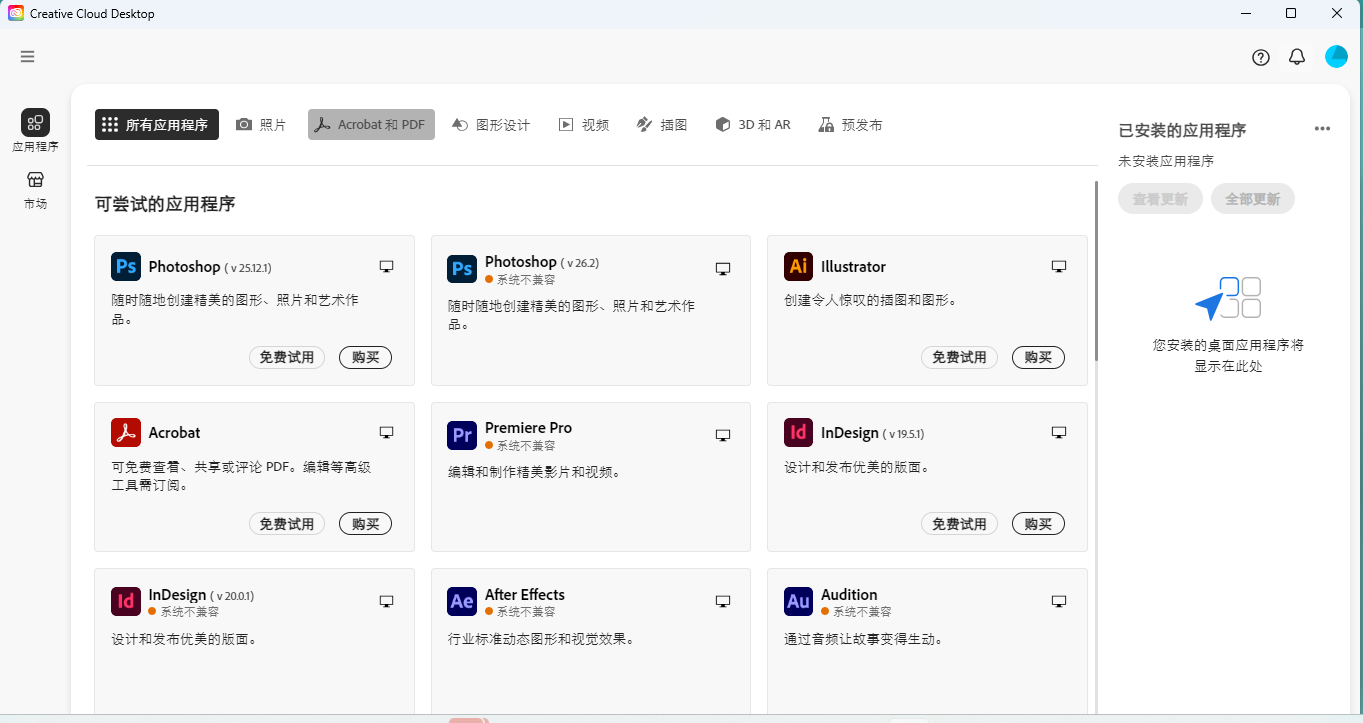 Creative Cloud Desktop
应用程序
市场
所有应用程序
照片
Acrobat 和 PDF
图形设计
视频
插图
3D 和 AR
预发布
可尝试的应用程序
Ps
Photoshop ( v 25.12.1)
随时随地创建精美的图形、照片和艺术作
品。
免费试用
购买
Ps
Photoshop ( v 26.2)
系统不兼容
随时随地创建精美的图形、照片和艺术作
品。
Ai
Illustrator
创建令人惊叹的插图和图形。
免费试用
购买
Acrobat
可免费查看、共享或评论 PDF。编辑等高级
工具需订阅。
免费试用
购买
Pr
Premiere Pro
系统不兼容
编辑和制作精美影片和视频。
Id
InDesign ( v 19.5.1)
设计和发布优美的版面。
免费试用
购买
Id
InDesign ( v 20.0.1)
系统不兼容
设计和发布优美的版面。
Ae
After Effects
系统不兼容
行业标准动态图形和视觉效果。
Au
Audition
系统不兼容
通过音频让故事变得生动。
已安装的应用程序
未安装应用程序
查看更新
全部更新
您安装的桌面应用程序将
显示在此处